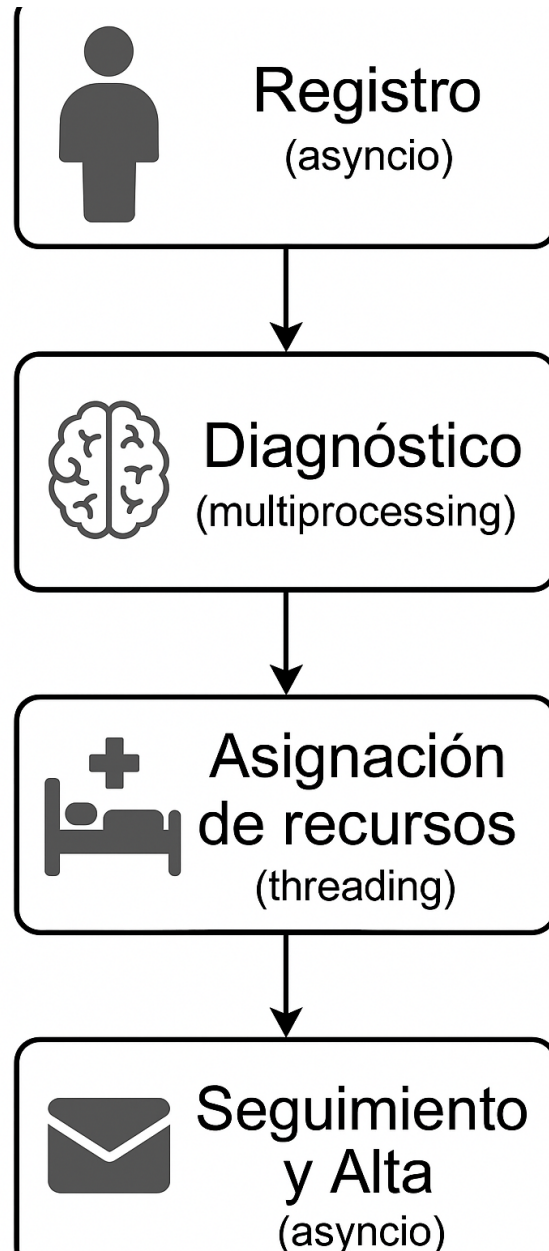 Registro
(asyncio)
Diagnóstico
(multiprocessing)
Asignación
de recursos
(threading)
Seguimiento
y Alta
(asyncio)